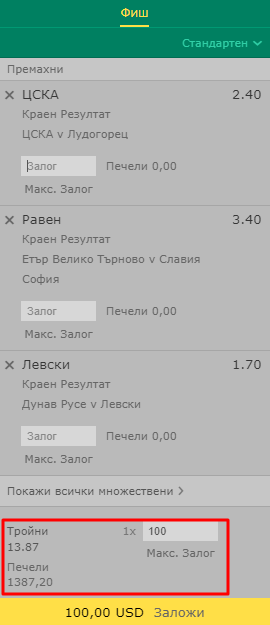 Фиш
Стандартен
Премахни
ЦСКА 2.40
Краен Резултат
ЦСКА v Лудогорец
Залог Печели 0,00
Макс. Залог
Равен 3.40
Краен Резултат
Етър Велико Търново v Славия
София
Залог Печели 0,00
Макс. Залог
Левски 1.70
Краен Резултат
Дунав Русе v Левски
Залог Печели 0,00
Макс. Залог
Покажи всички множествени
Тройни 1x 100
13.87 Макс. Залог
Печели
1387,20
100,00 USD Заложи